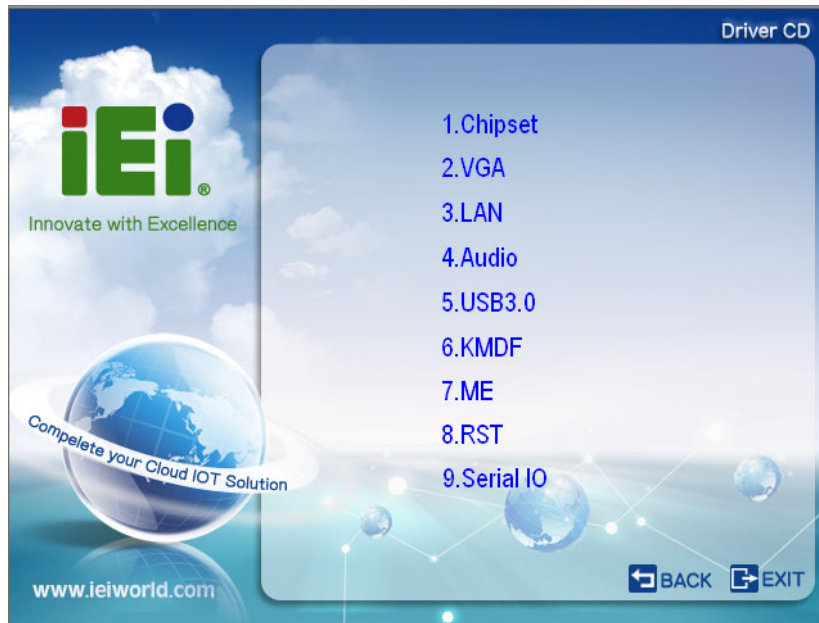 Driver CD
iEi®
Innovate with Excellence
1.Chipset
2.VGA
3.LAN
4.Audio
5.USB3.0
6.KMDF
7.ME
8.RST
9.Serial IO
Compelete your Cloud IOT Solution
www.ieiworld.com
BACK
EXIT